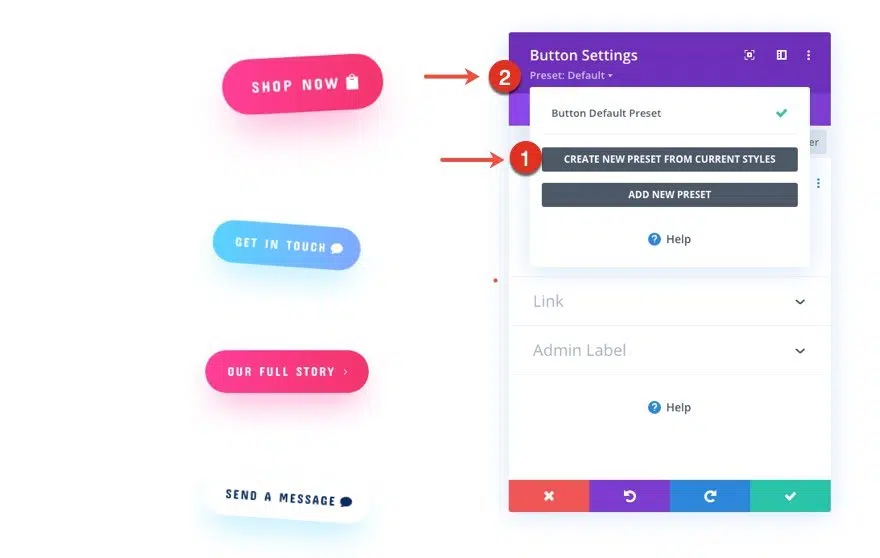 SHOP NOW
GET IN TOUCH
OUR FULL STORY
SEND A MESSAGE
Button Settings
2
Preset: Default
Button Default Preset
er
1
CREATE NEW PRESET FROM CURRENT STYLES
ADD NEW PRESET
Help
Link
Admin Label
Help